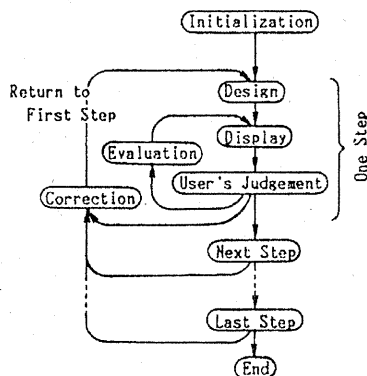 Initialization
Return to
First Step
Design
Display
Evaluation
User's Judgement
Correction
One Step
Next Step
Last Step
End